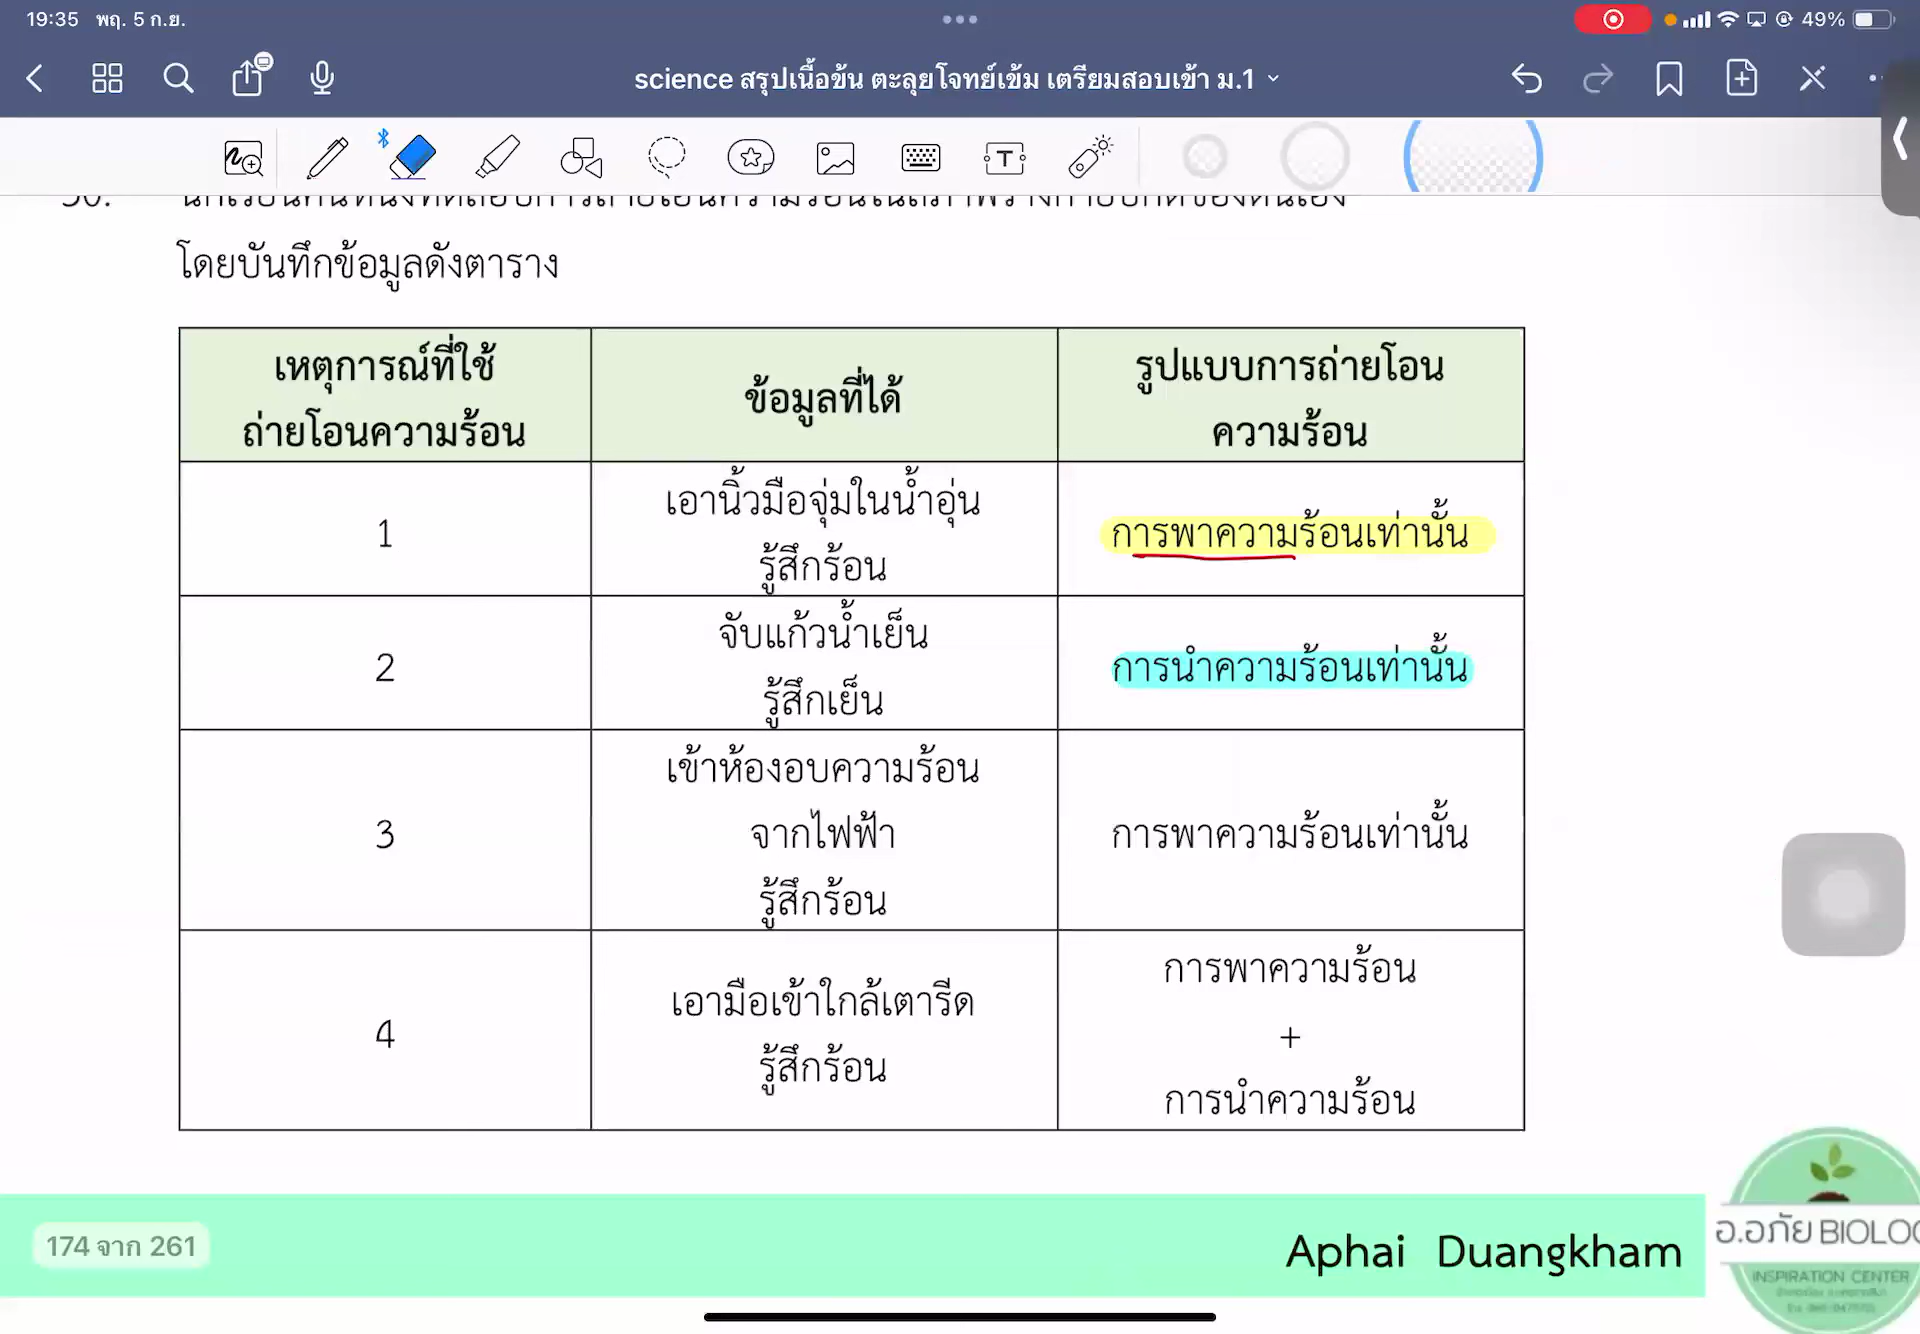 19:35 พฤ. 5 ก.ย.
49%
science สรุปเนื้อข้น ตะลุยโจทย์เข้ม เตรียมสอบเข้า ม.1
T
โดยบันทึกข้อมูลดังตาราง
เหตุการณ์ที่ใช้
ถ่ายโอนความร้อน
ข้อมูลที่ได้
รูปแบบการถ่ายโอน
ความร้อน
1
เอานิ้วมือจุ่มในน้ำอุ่น
รู้สึกร้อน
การพาความร้อนเท่านั้น
2
จับแก้วน้ำเย็น
รู้สึกเย็น
การนำความร้อนเท่านั้น
3
เข้าห้องอบความร้อน
จากไฟฟ้า
รู้สึกร้อน
การพาความร้อนเท่านั้น
4
เอามือเข้าใกล้เตารีด
รู้สึกร้อน
การพาความร้อน
+
การนำความร้อน
174 จาก 261
Aphai Duangkham
อ.อภัย BIOLOG
INSPIRATION CENTER